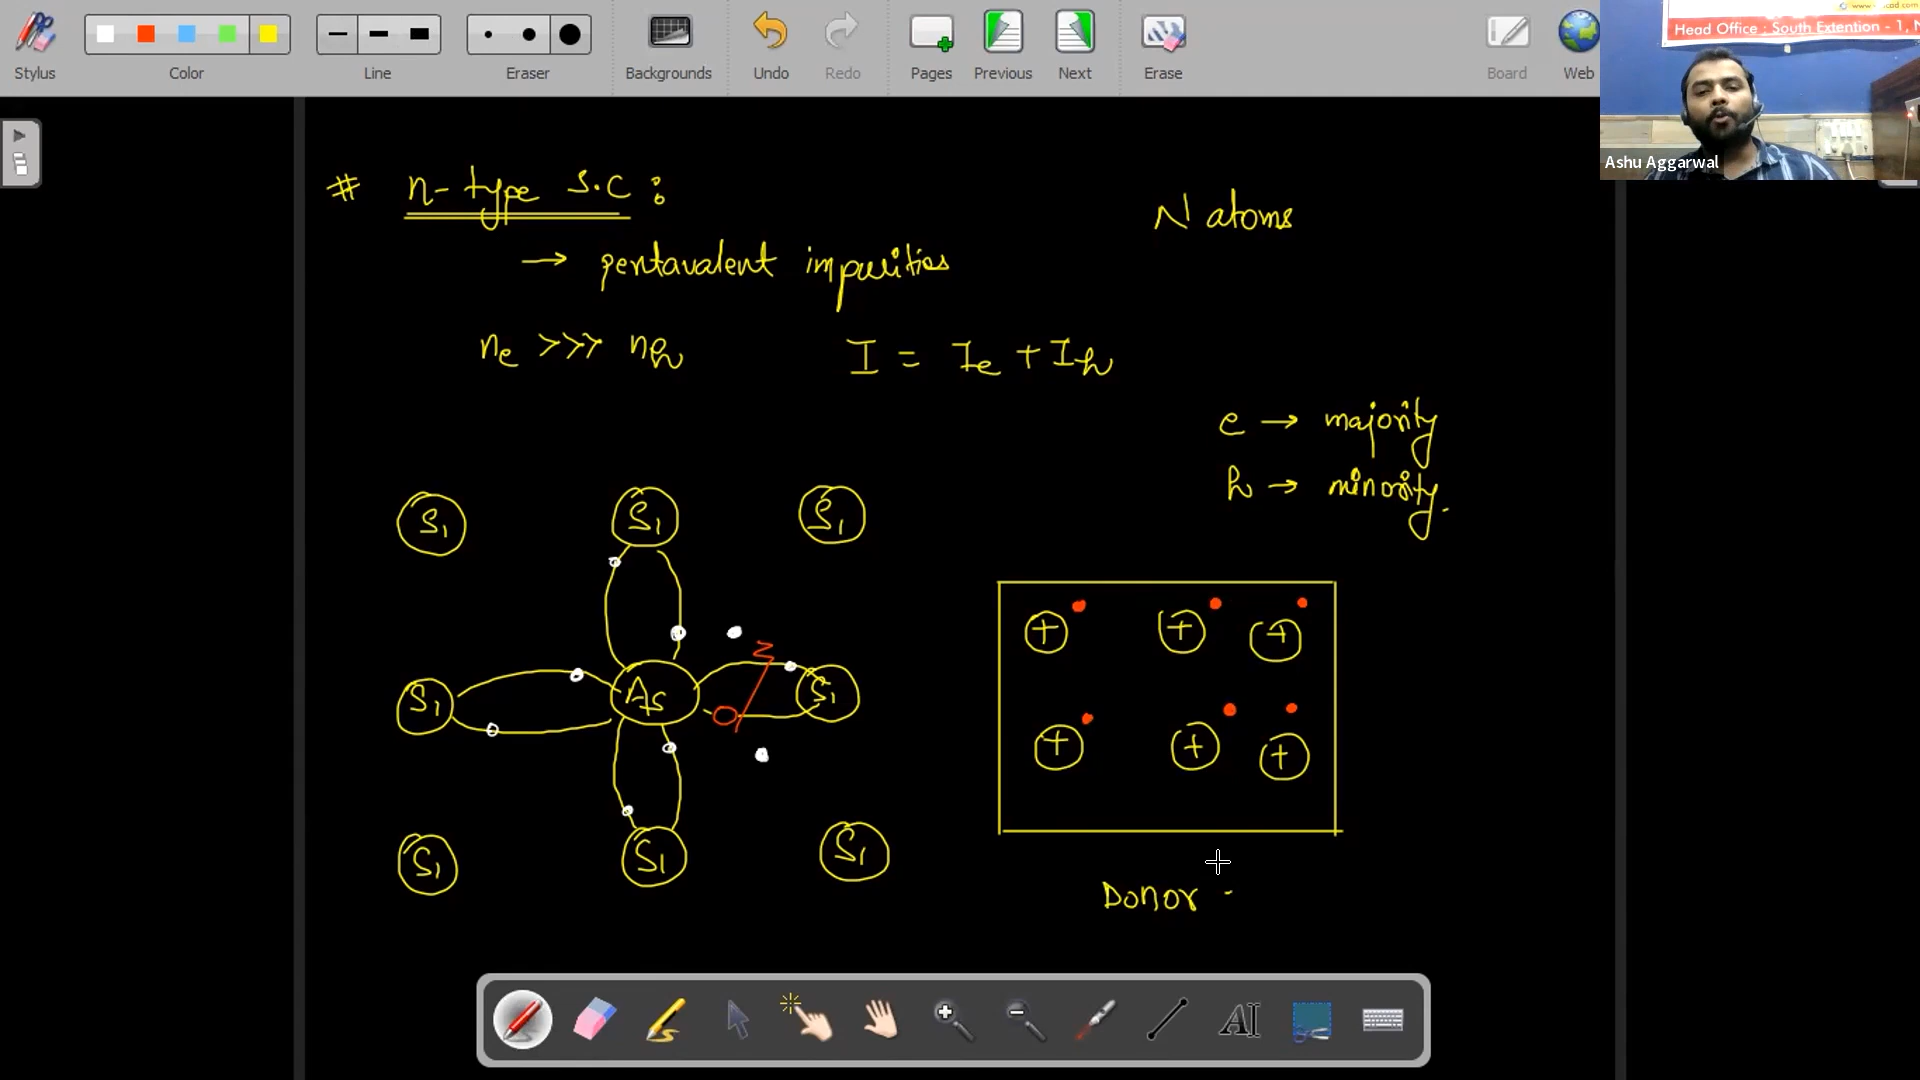 Stylus
Color
Line
Eraser
Backgrounds
Undo
Redo
Pages
Previous
Next
Erase
Board
Web
Head Office : South Extention - 1, N
Ashu Aggarwal
# n-type S.C :
N atoms
→ pentavalent impurities
ne >>> nh
I = Ie + Ih
e → majority
h → minority.
Si Si Si
+ + +
Si As Si
+ + +
Si Si Si
Donor -
AI